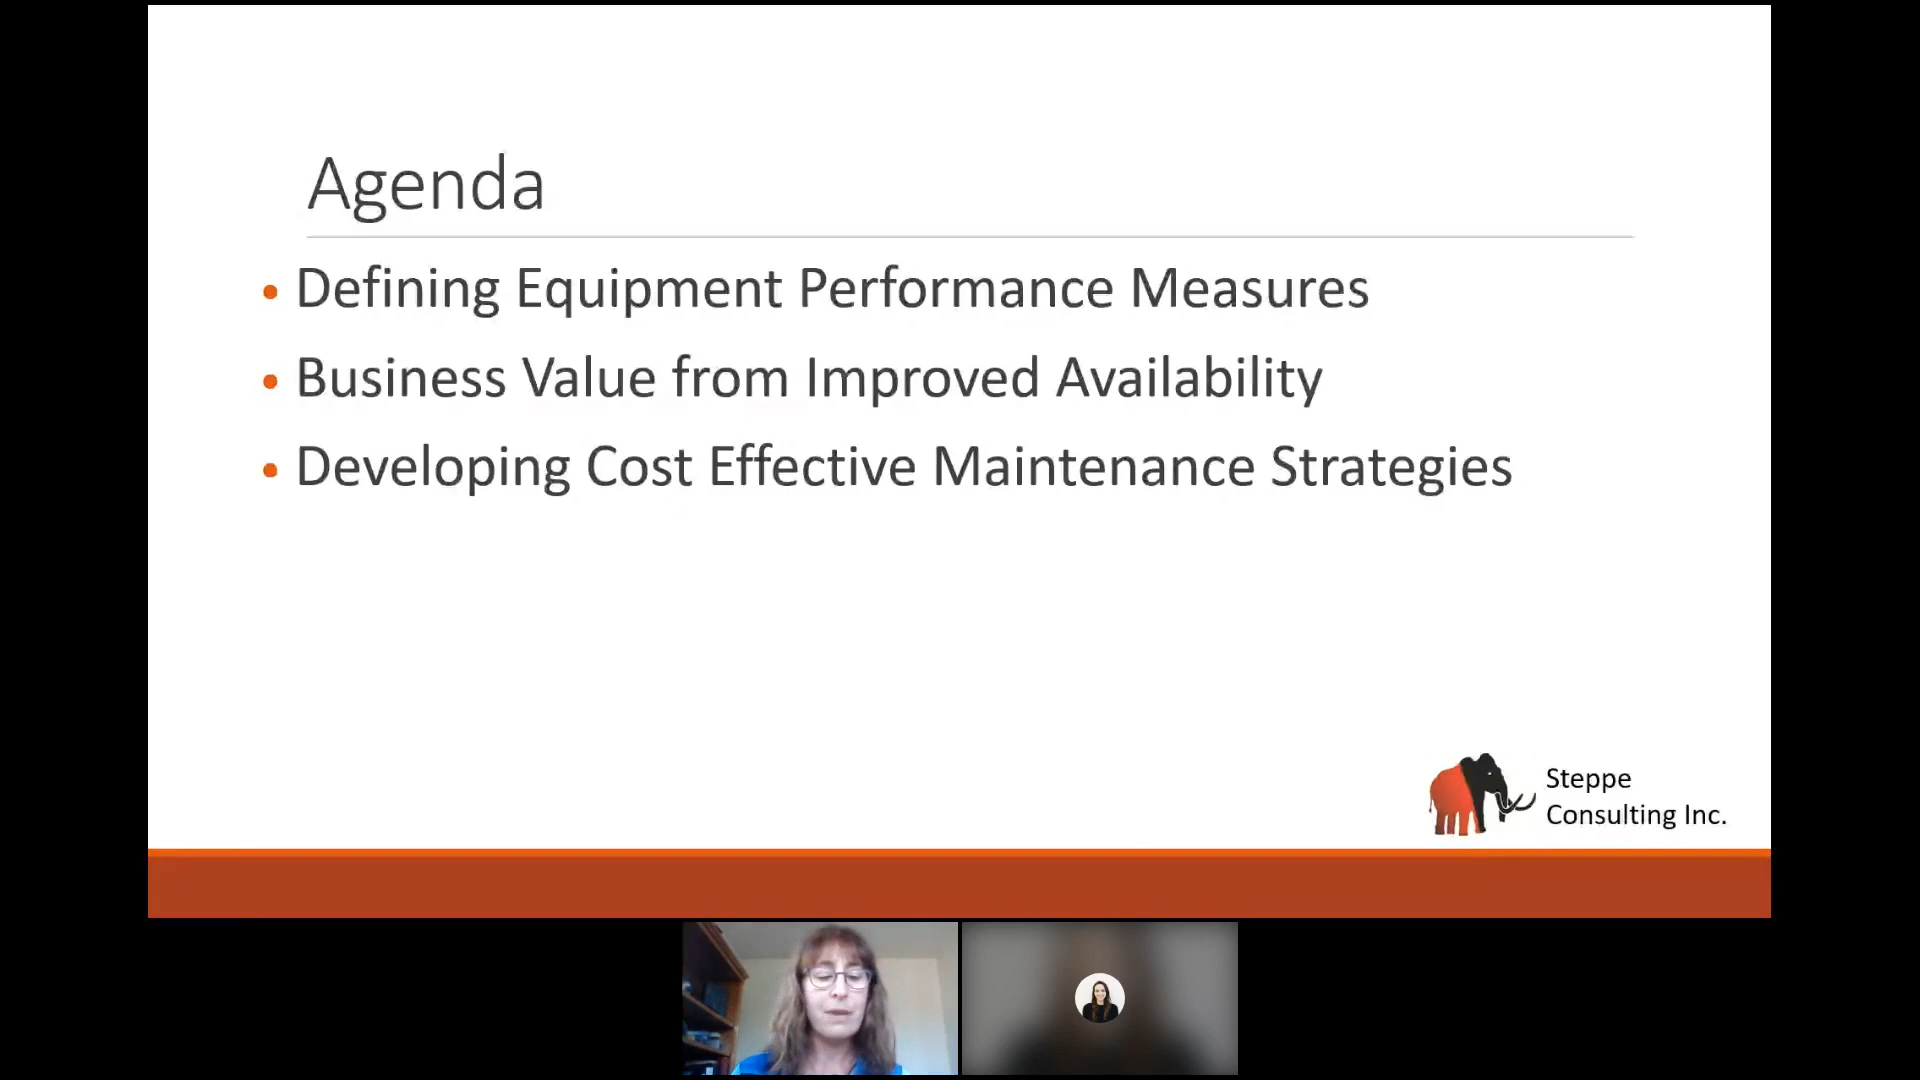 Agenda
• Defining Equipment Performance Measures
• Business Value from Improved Availability
• Developing Cost Effective Maintenance Strategies
Steppe
Consulting Inc.